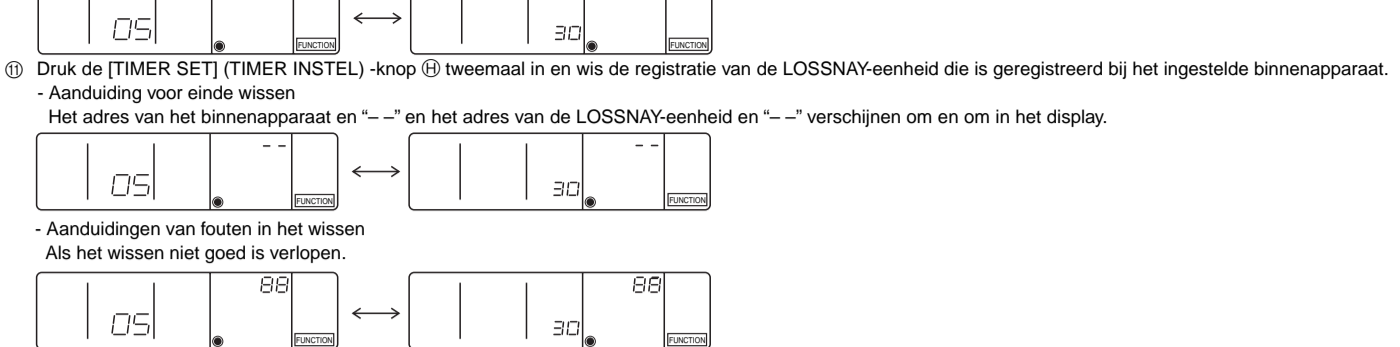 05 FUNCTION 30 FUNCTION
⑪ Druk de [TIMER SET] (TIMER INSTEL) -knop Ⓗ tweemaal in en wis de registratie van de LOSSNAY-eenheid die is geregistreerd bij het ingestelde binnenapparaat.
- Aanduiding voor einde wissen
Het adres van het binnenapparaat en “– –” en het adres van de LOSSNAY-eenheid en “– –” verschijnen om en om in het display.
– – – –
05 FUNCTION 30 FUNCTION
- Aanduidingen van fouten in het wissen
Als het wissen niet goed is verlopen.
88 88
05 FUNCTION 30 FUNCTION